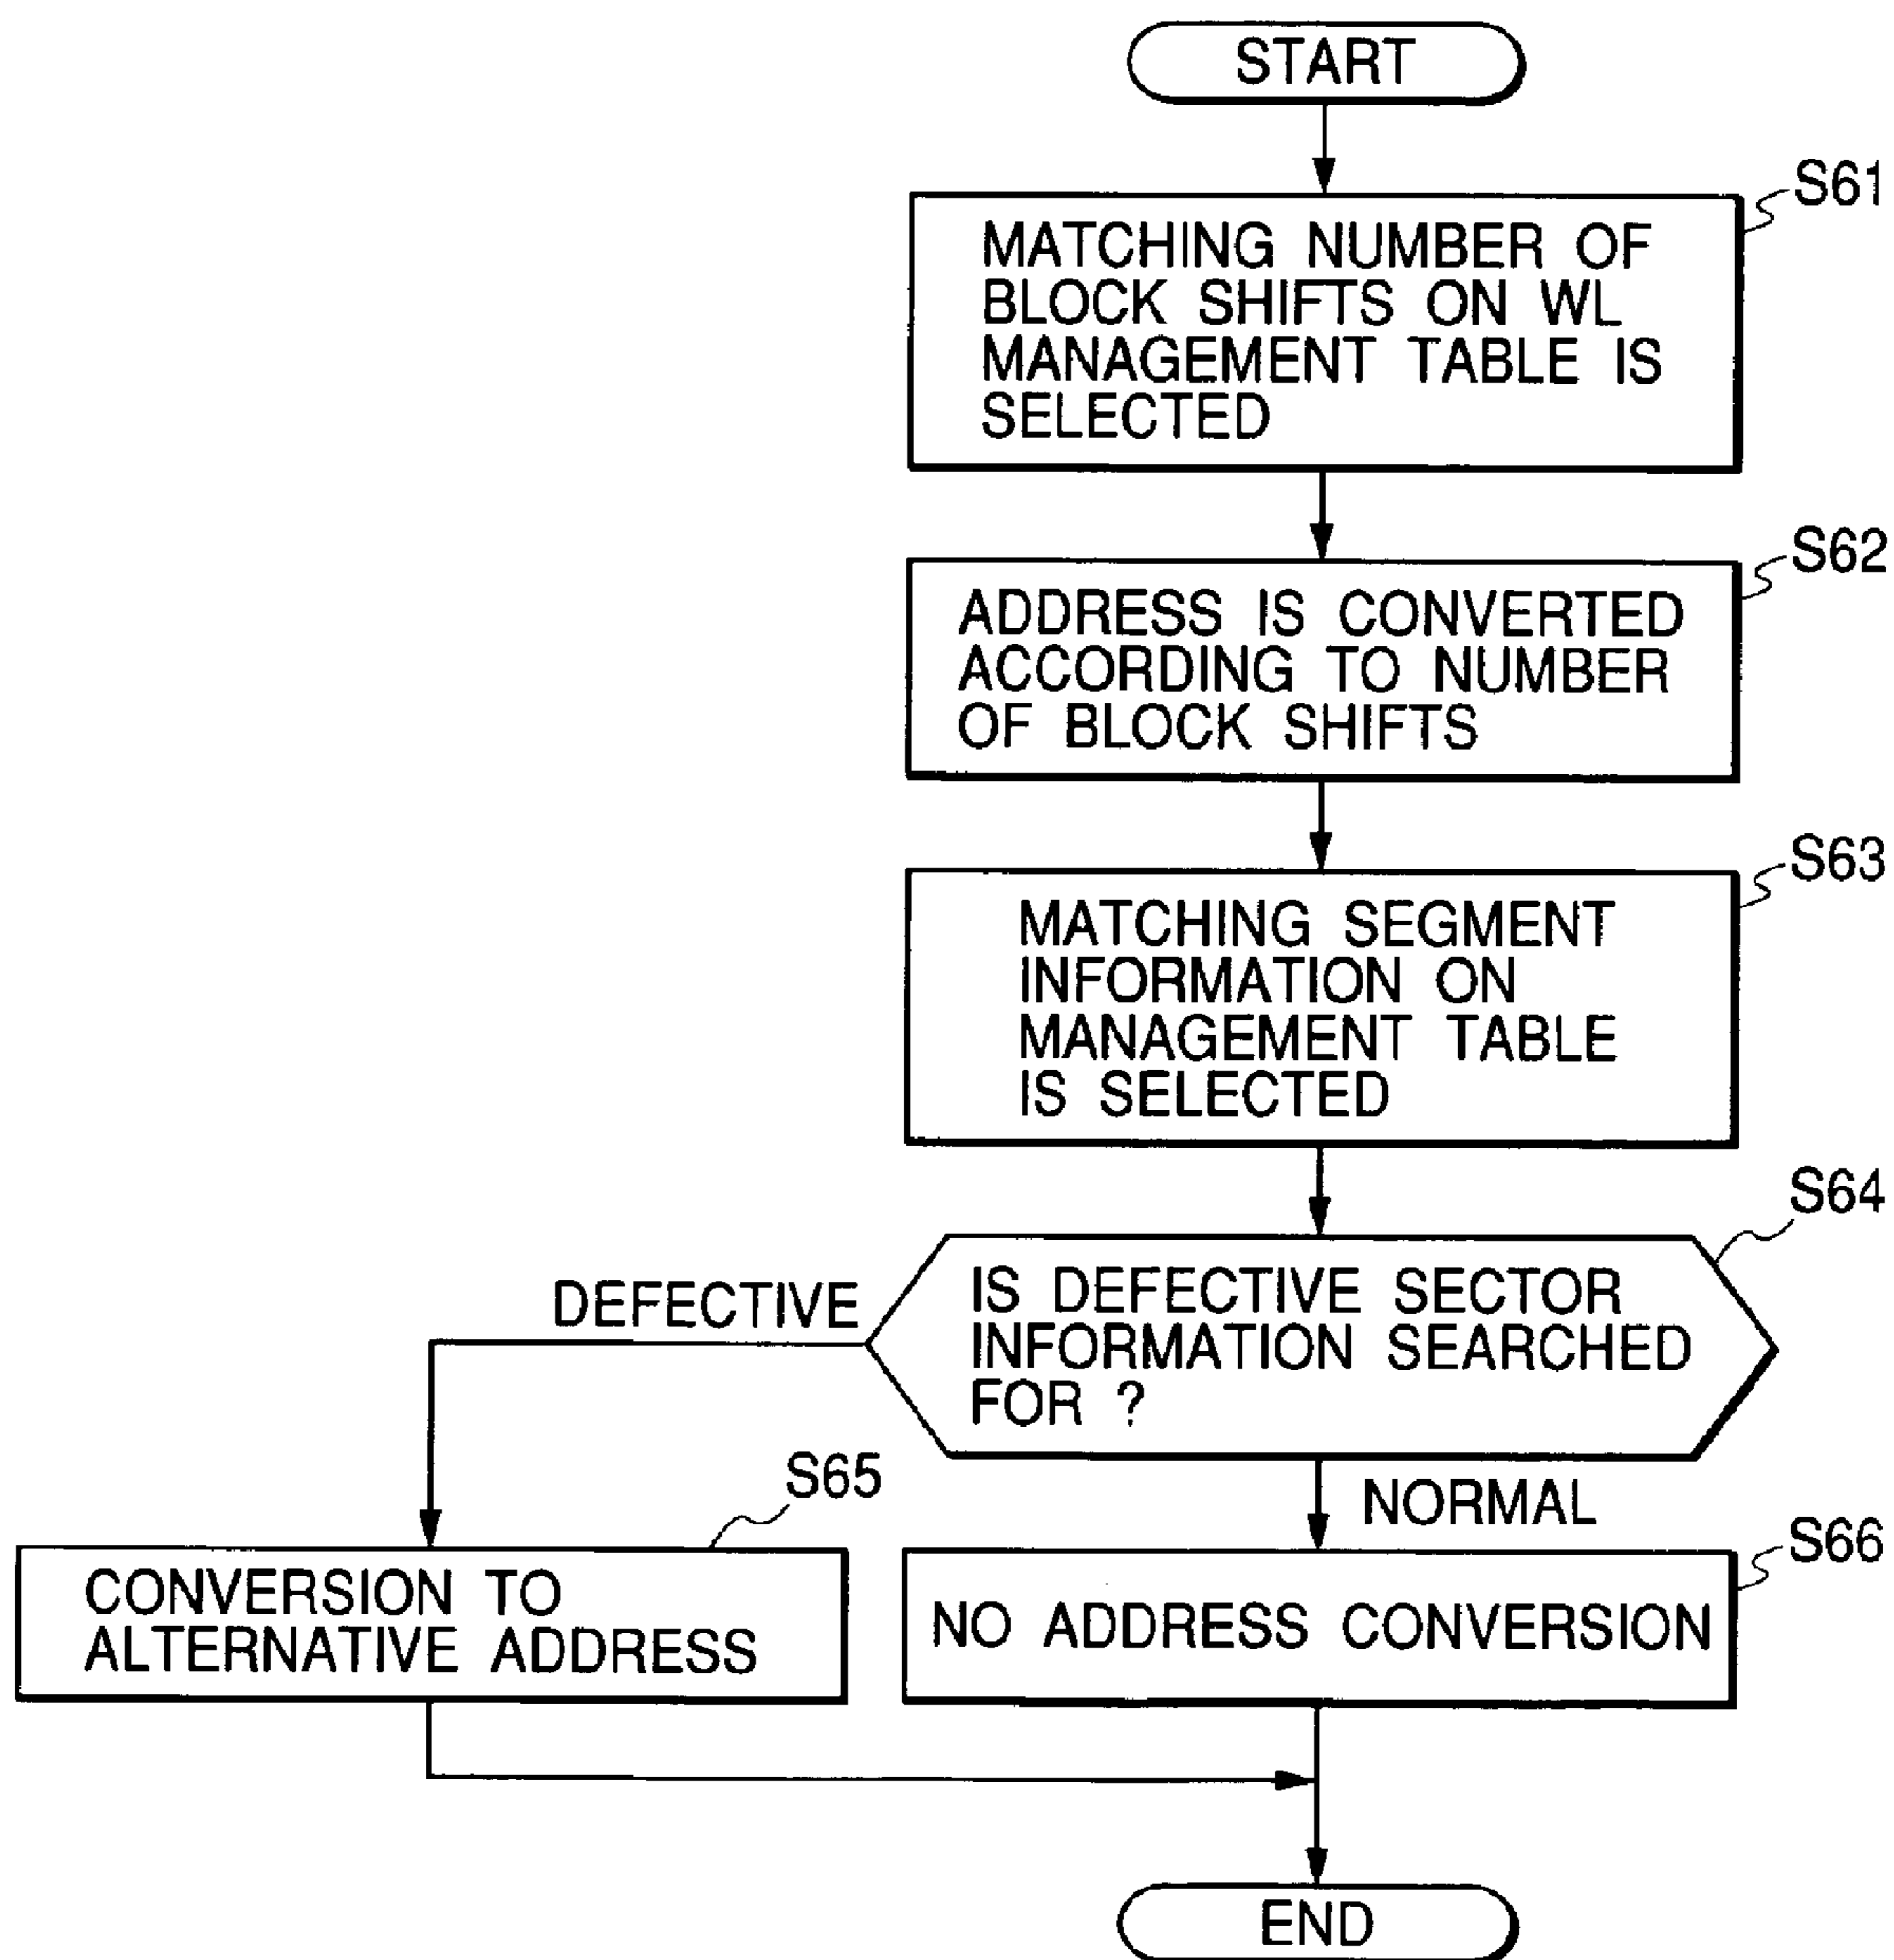 START
S61
MATCHING NUMBER OF
BLOCK SHIFTS ON WL
MANAGEMENT TABLE IS
SELECTED
S62
ADDRESS IS CONVERTED
ACCORDING TO NUMBER
OF BLOCK SHIFTS
S63
MATCHING SEGMENT
INFORMATION ON
MANAGEMENT TABLE
IS SELECTED
S64
IS DEFECTIVE SECTOR
INFORMATION SEARCHED
FOR ?
DEFECTIVE
NORMAL
S65
CONVERSION TO
ALTERNATIVE ADDRESS
S66
NO ADDRESS CONVERSION
END